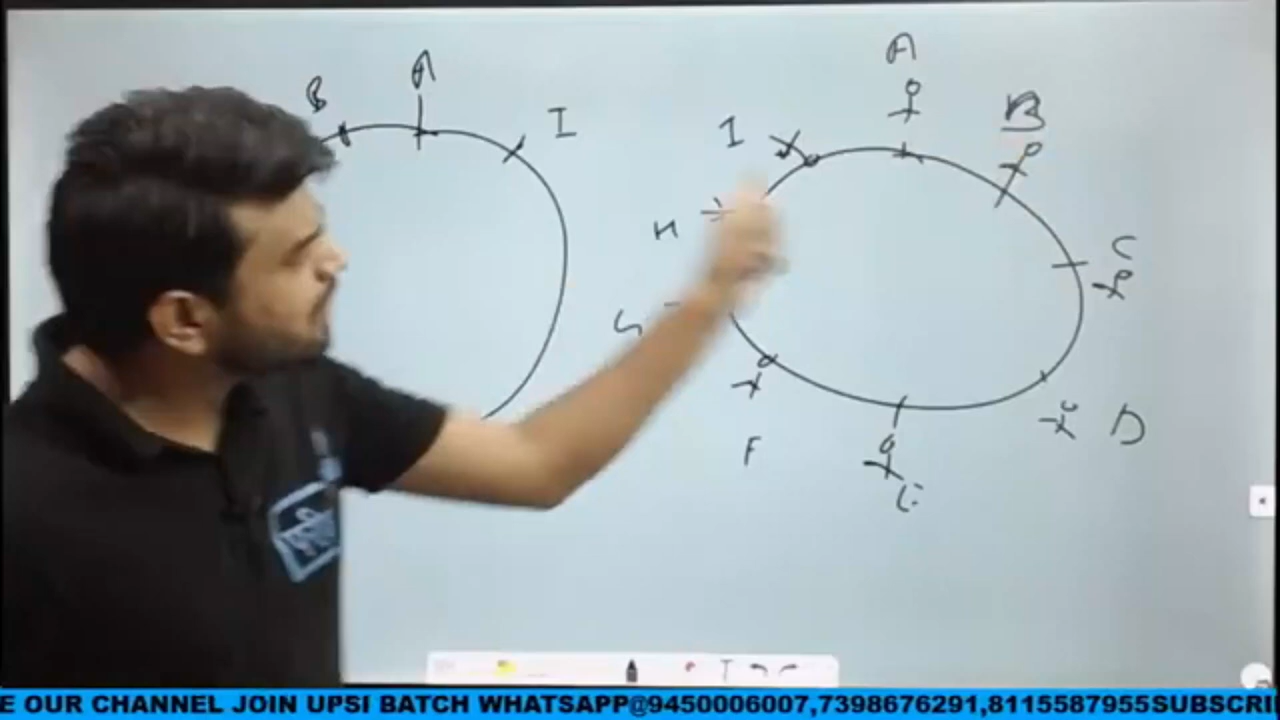 A
B
I
A
B
I
C
H
G
D
F
E OUR CHANNEL JOIN UPSI BATCH WHATSAPP@9450006007,7398676291,8115587955SUBSCRI